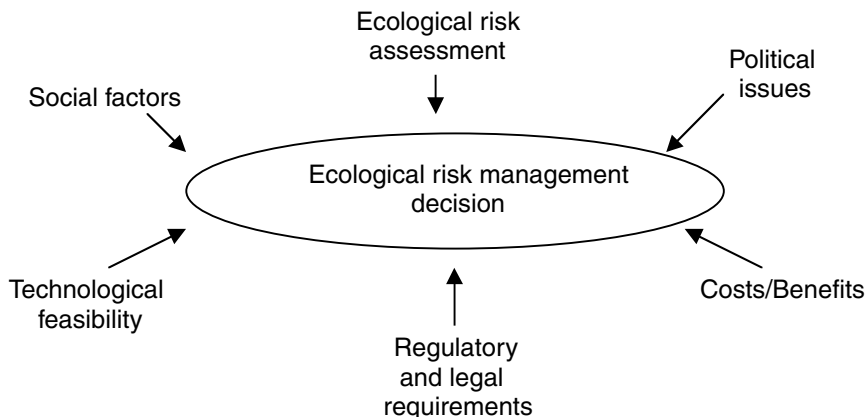 Ecological risk
assessment
Political
issues
Social factors
Ecological risk management
decision
Technological
feasibility
Costs/Benefits
Regulatory
and legal
requirements